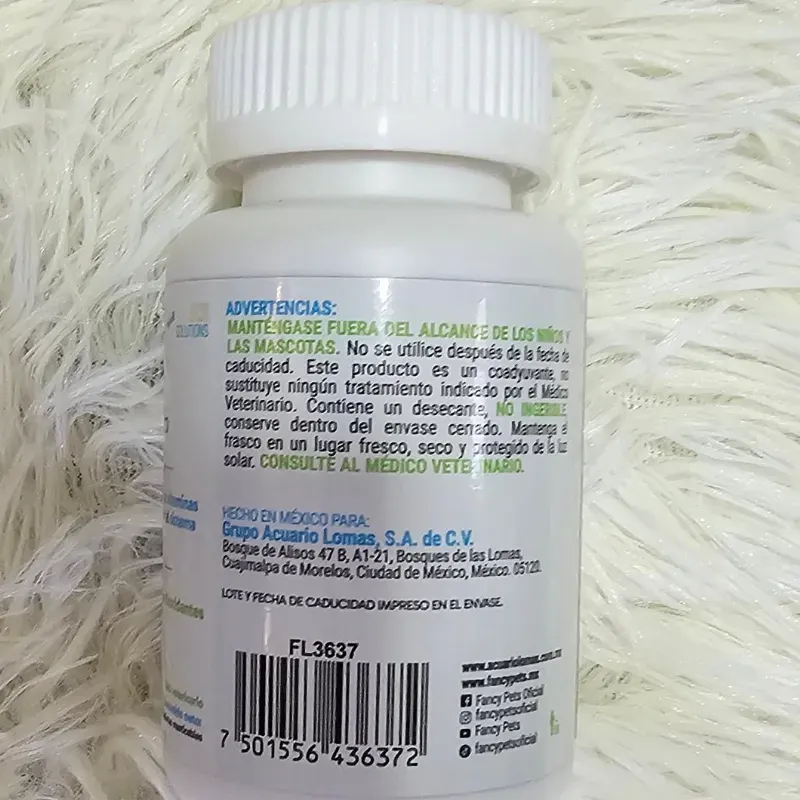 SOLUTIONS
ADVERTENCIAS:
MANTÉNGASE FUERA DEL ALCANCE DE LOS NIÑOS Y
LAS MASCOTAS. No se utilice después de la fecha de
caducidad. Este producto es un coadyuvante, no
sustituye ningún tratamiento indicado por el Médico
Veterinario. Contiene un desecante, NO INGERIBLE,
conserve dentro del envase cerrado. Mantenga el
frasco en un lugar fresco, seco y protegido de la luz
solar. CONSULTE AL MÉDICO VETERINARIO.
HECHO EN MÉXICO PARA:
Grupo Acuario Lomas, S.A. de C.V.
Bosque de Alisos 47 B, A1-21, Bosques de las Lomas,
Cuajimalpa de Morelos, Ciudad de México, México. 05120.
LOTE Y FECHA DE CADUCIDAD IMPRESO EN EL ENVASE.
FL3637
7 501556 436372
www.acuariolomas.com.mx
www.fancypets.mx
Fancy Pets Oficial
fancypetsoficial
Fancy Pets
fancypetsoficial